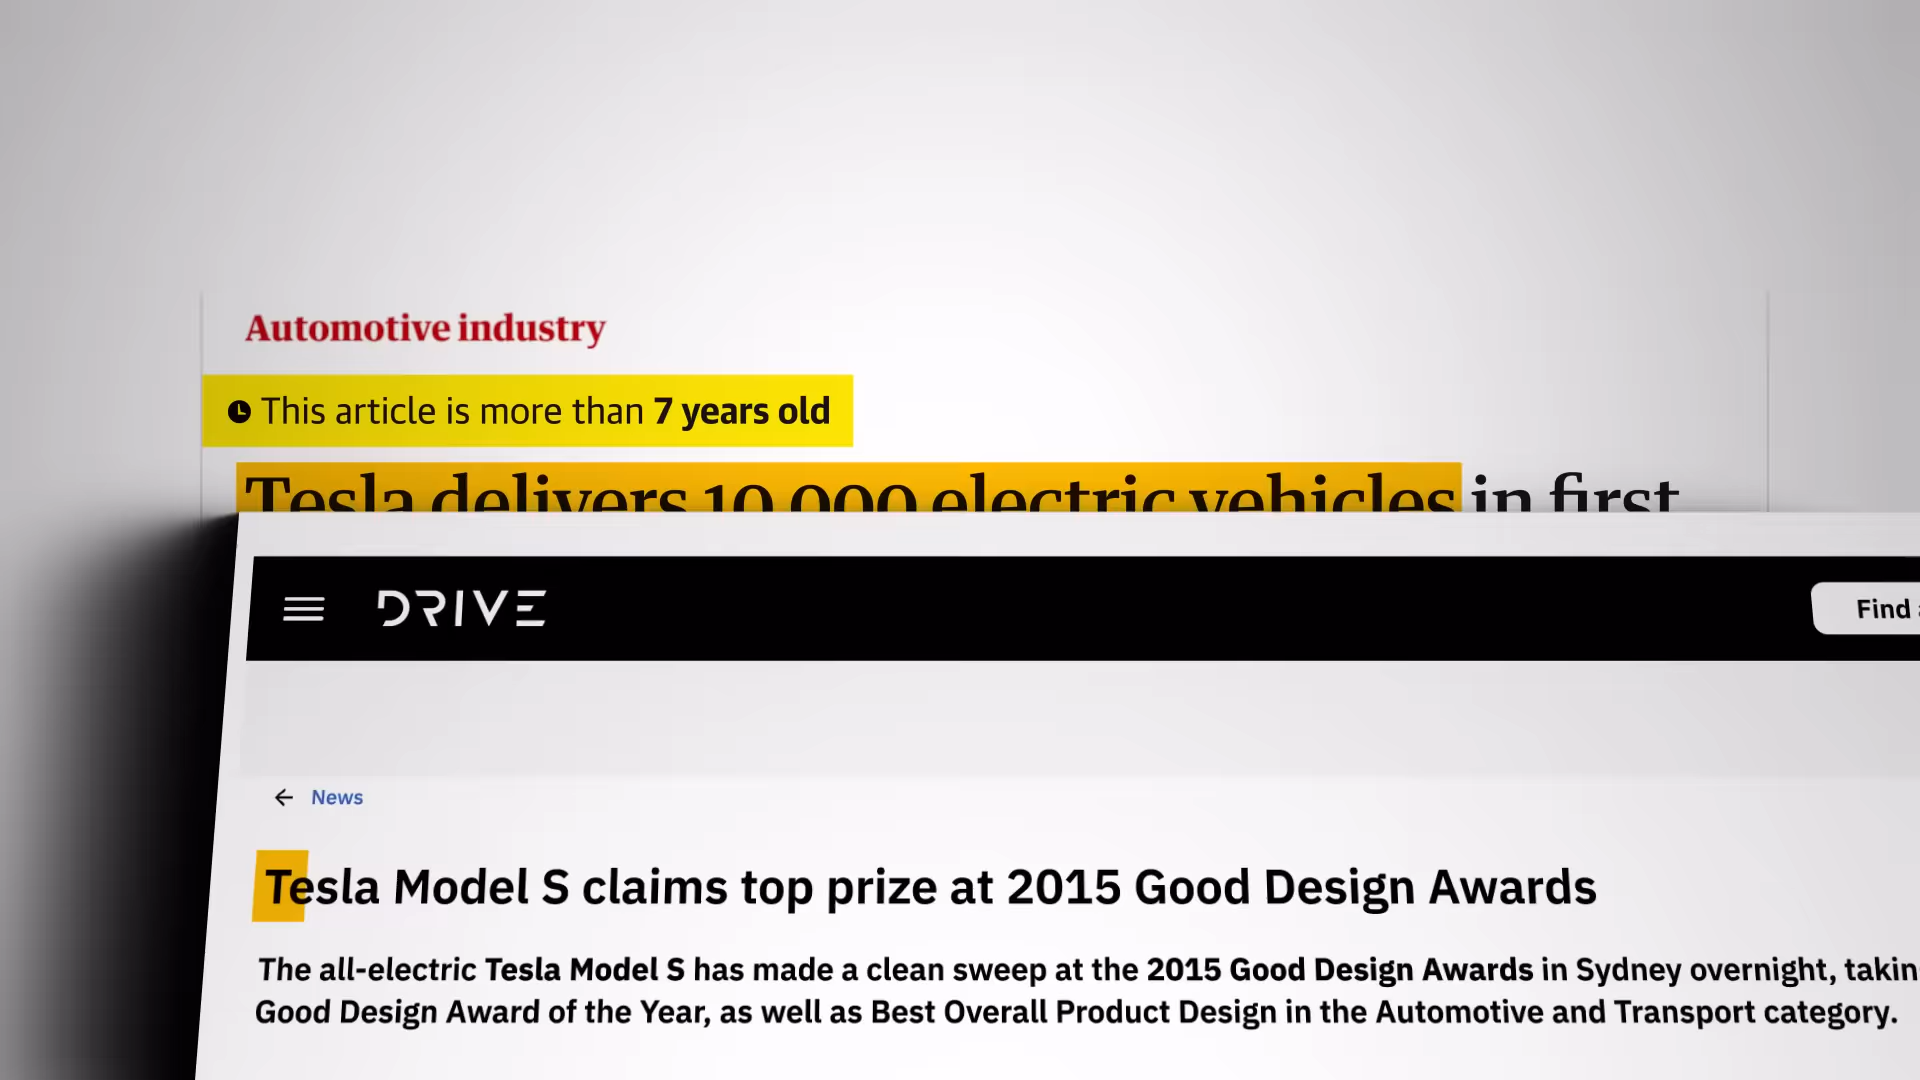 Automotive industry
This article is more than 7 years old
Tesla delivers 10,000 electric vehicles in first
DRIVE
Find
News
Tesla Model S claims top prize at 2015 Good Design Awards
The all-electric Tesla Model S has made a clean sweep at the 2015 Good Design Awards in Sydney overnight, takin
Good Design Award of the Year, as well as Best Overall Product Design in the Automotive and Transport category.